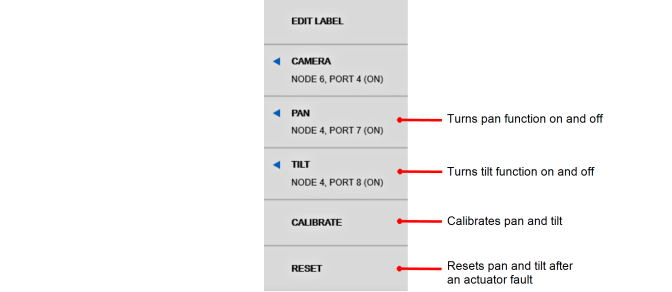 EDIT LABEL
CAMERA
NODE 6, PORT 4 (ON)
PAN
NODE 4, PORT 7 (ON)
Turns pan function on and off
TILT
NODE 4, PORT 8 (ON)
Turns tilt function on and off
CALIBRATE
Calibrates pan and tilt
RESET
Resets pan and tilt after
an actuator fault